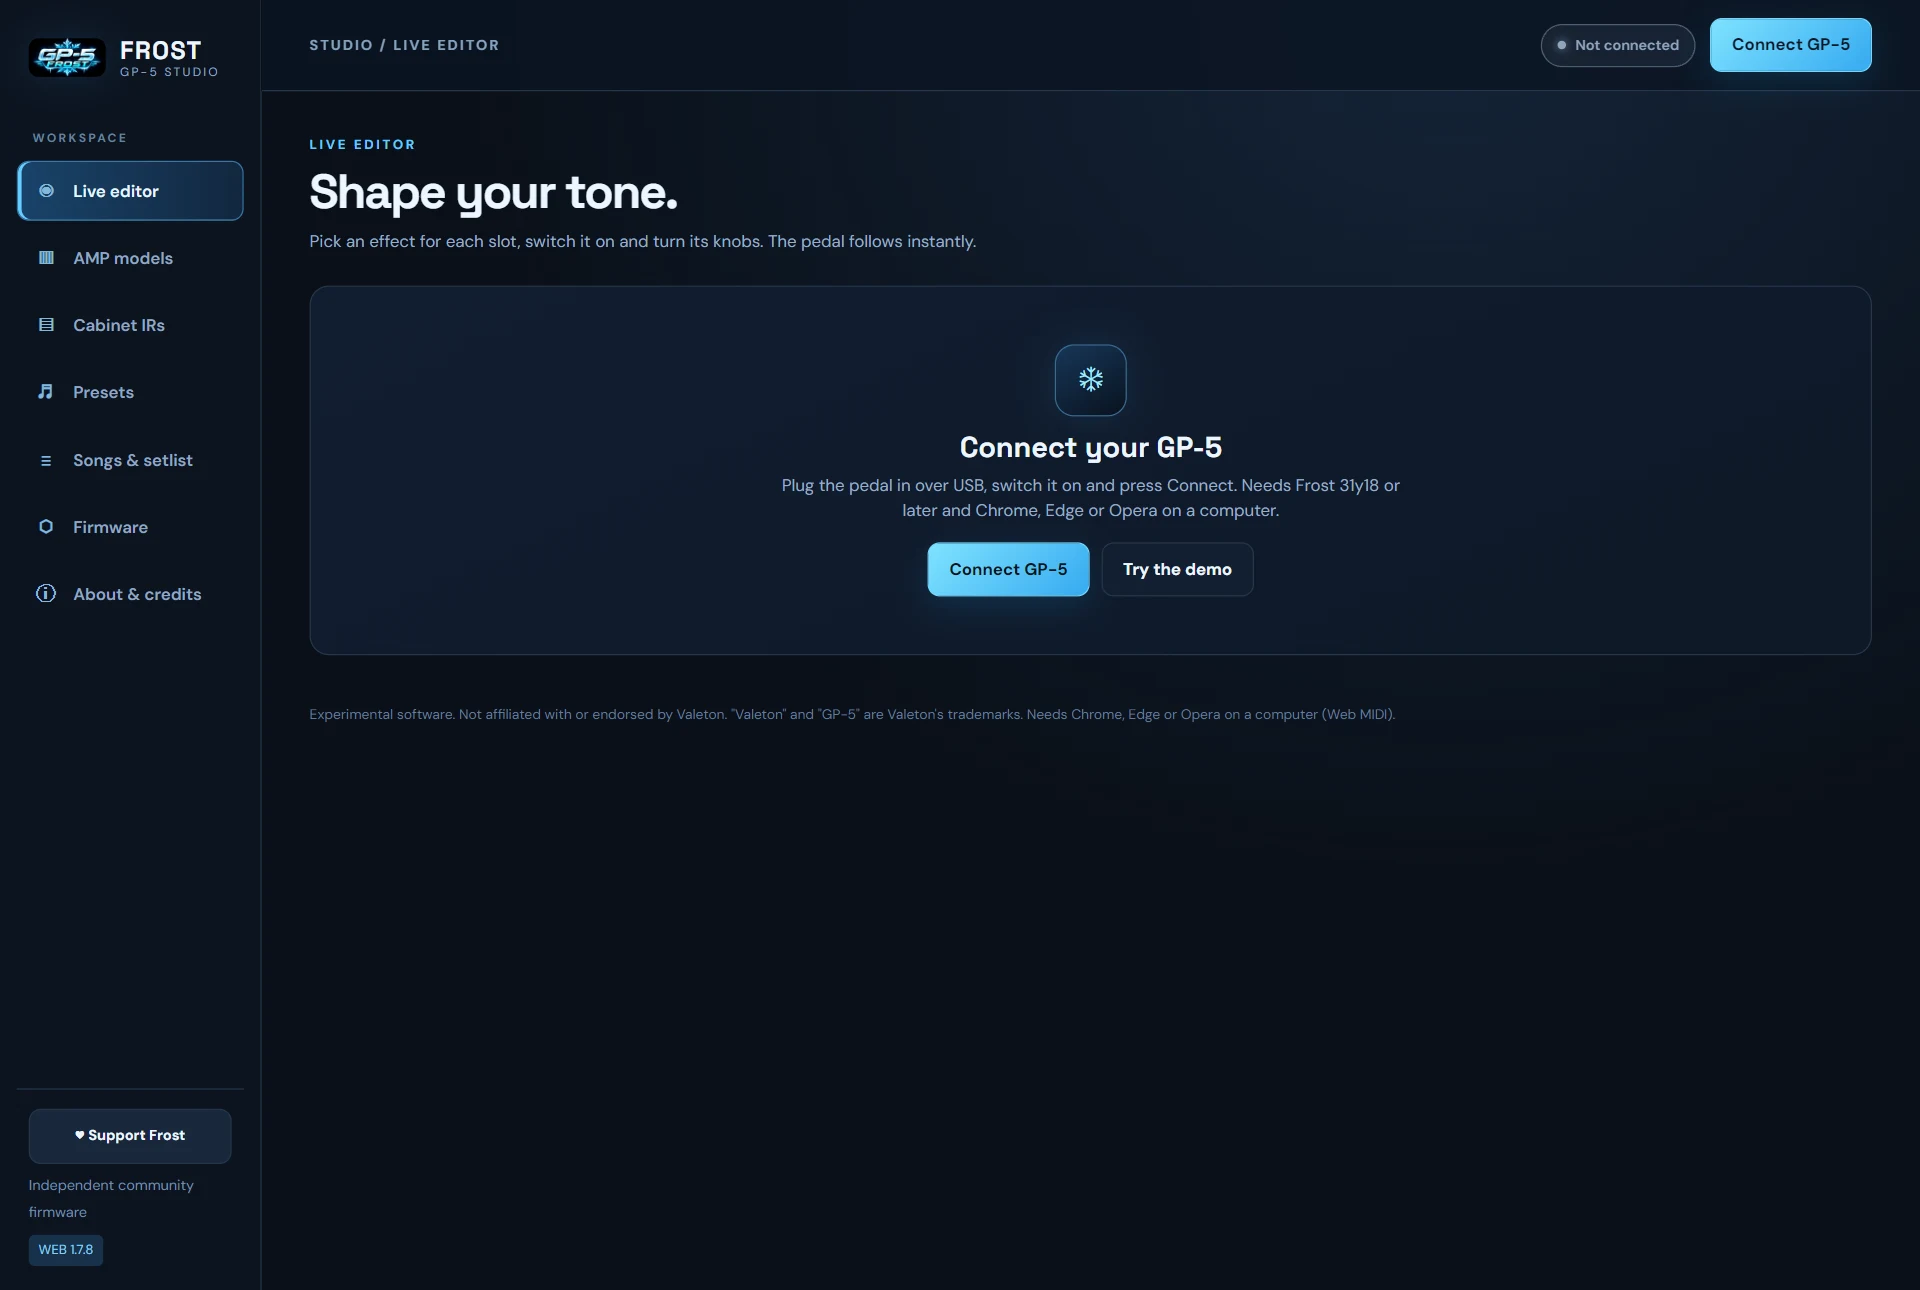 GP-5
FROST
FROST
GP-5 STUDIO
WORKSPACE
Live editor
AMP models
Cabinet IRs
Presets
Songs & setlist
Firmware
About & credits
♥ Support Frost
Independent community
firmware
WEB 1.7.8
STUDIO / LIVE EDITOR
Not connected
Connect GP-5
LIVE EDITOR
Shape your tone.
Pick an effect for each slot, switch it on and turn its knobs. The pedal follows instantly.
Connect your GP-5
Plug the pedal in over USB, switch it on and press Connect. Needs Frost 31y18 or
later and Chrome, Edge or Opera on a computer.
Connect GP-5
Try the demo
Experimental software. Not affiliated with or endorsed by Valeton. "Valeton" and "GP-5" are Valeton's trademarks. Needs Chrome, Edge or Opera on a computer (Web MIDI).